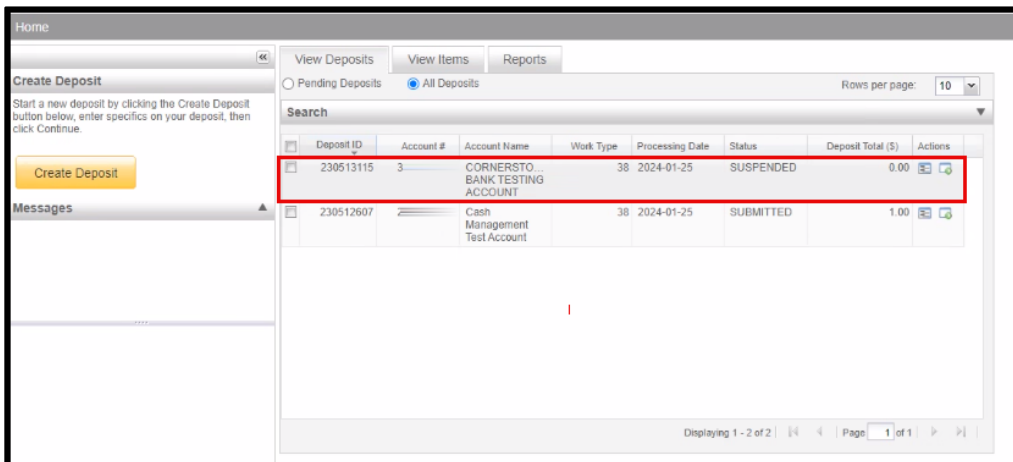 Home
View Deposits View Items Reports
Create Deposit
Pending Deposits All Deposits Rows per page: 10
Start a new deposit by clicking the Create Deposit
button below, enter specifics on your deposit, then
click Continue.
Search
Create Deposit
Messages
Deposit ID Account # Account Name Work Type Processing Date Status Deposit Total ($) Actions
230513115 3 CORNERSTO... 38 2024-01-25 SUSPENDED 0.00
BANK TESTING
ACCOUNT
230512607 Cash 38 2024-01-25 SUBMITTED 1.00
Management
Test Account
Displaying 1 - 2 of 2 Page 1 of 1